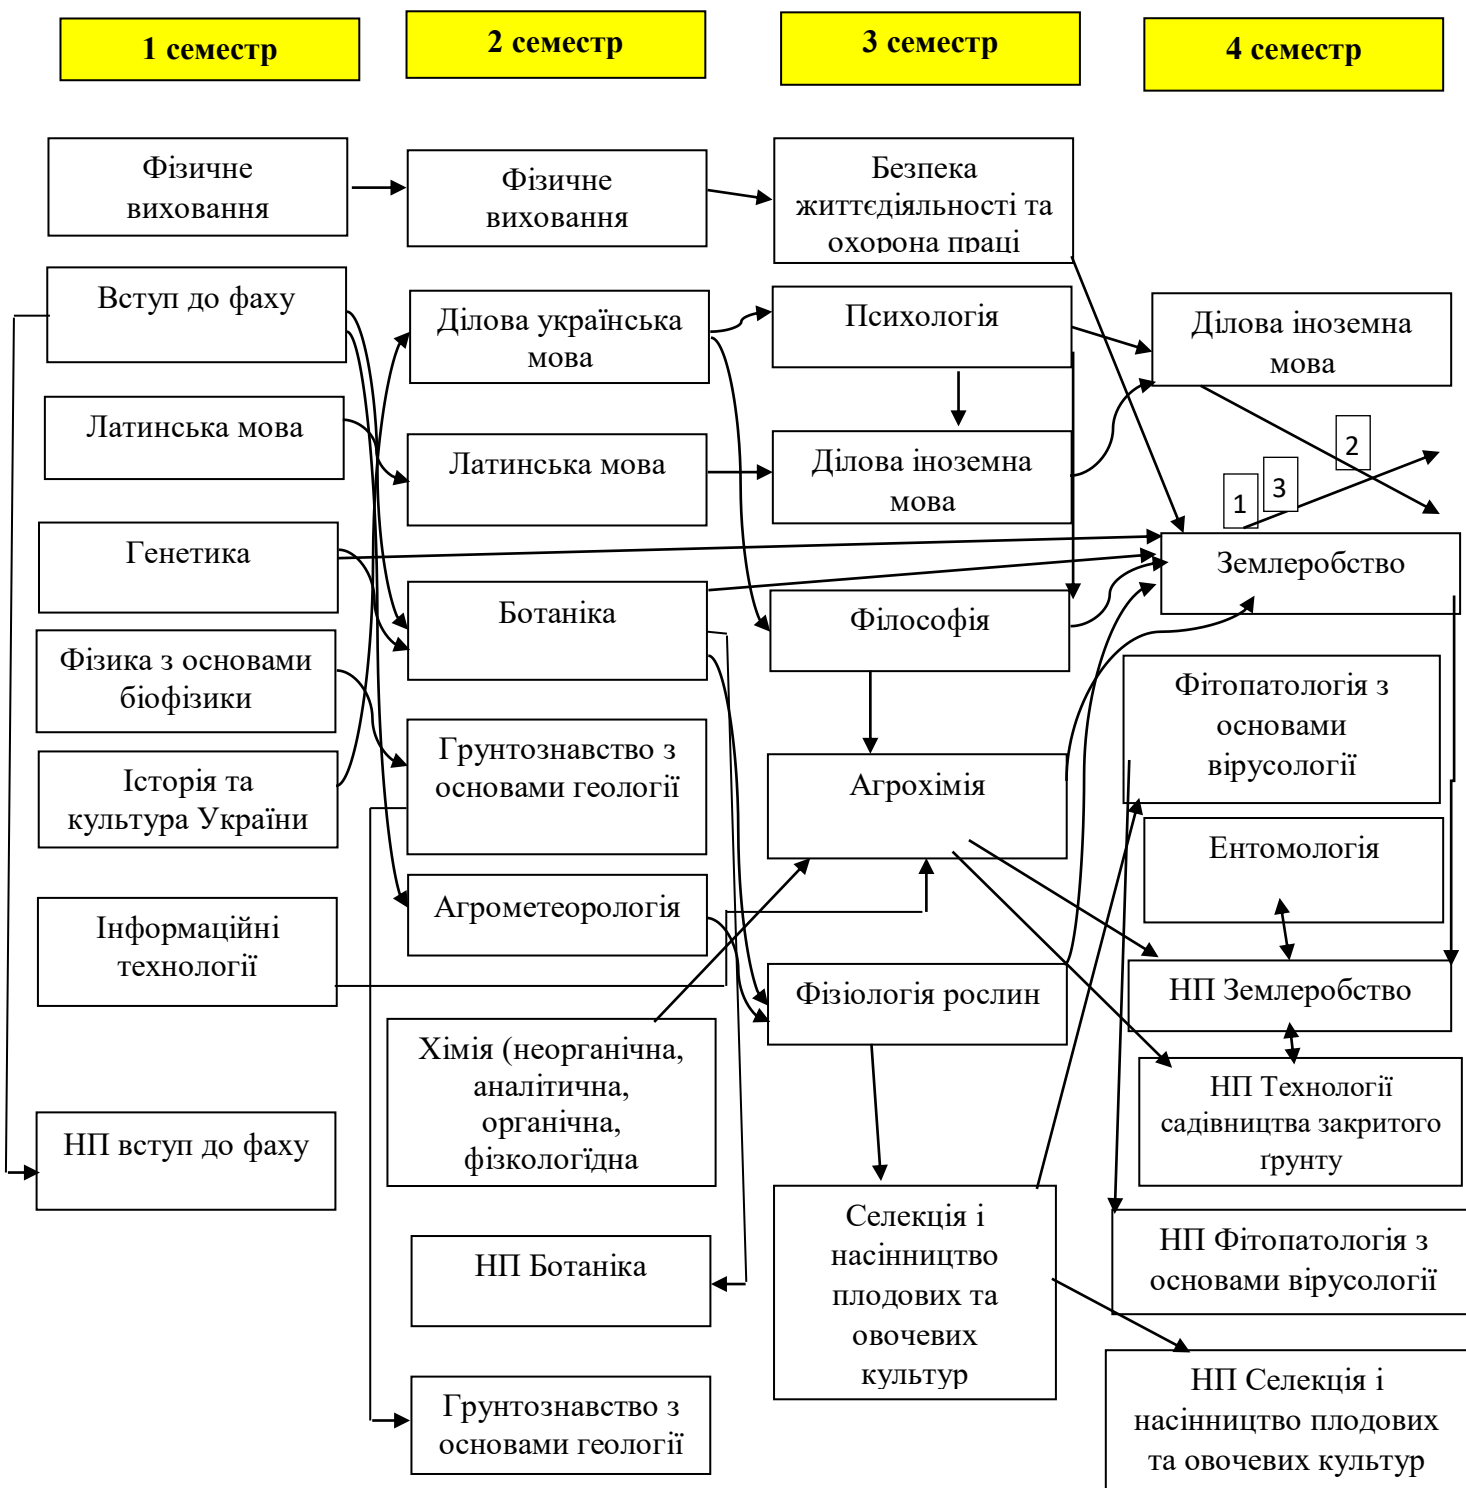 1 семестр
2 семестр
3 семестр
4 семестр
Фізичне
виховання
Вступ до фаху
Латинська мова
Генетика
Фізика з основами
біофізики
Історія та
культура України
Інформаційні
технології
НП вступ до фаху
Фізичне
виховання
Ділова українська
мова
Латинська мова
Ботаніка
Грунтознавство з
основами геології
Агрометеорологія
Хімія (неорганічна,
аналітична,
органічна,
фізкологїдна
НП Ботаніка
Грунтознавство з
основами геології
Безпека
життєдіяльності та
охорона праці
Психологія
Ділова іноземна
мова
Філософія
Агрохімія
Фізіологія рослин
Селекція і
насінництво
плодових та
овочевих
культур
Ділова іноземна
мова
2
3
1
Землеробство
Фітопатологія з
основами
вірусології
Ентомологія
НП Землеробство
НП Технології
садівництва закритого
ґрунту
НП Фітопатологія з
основами вірусології
НП Селекція і
насінництво плодових
та овочевих культур